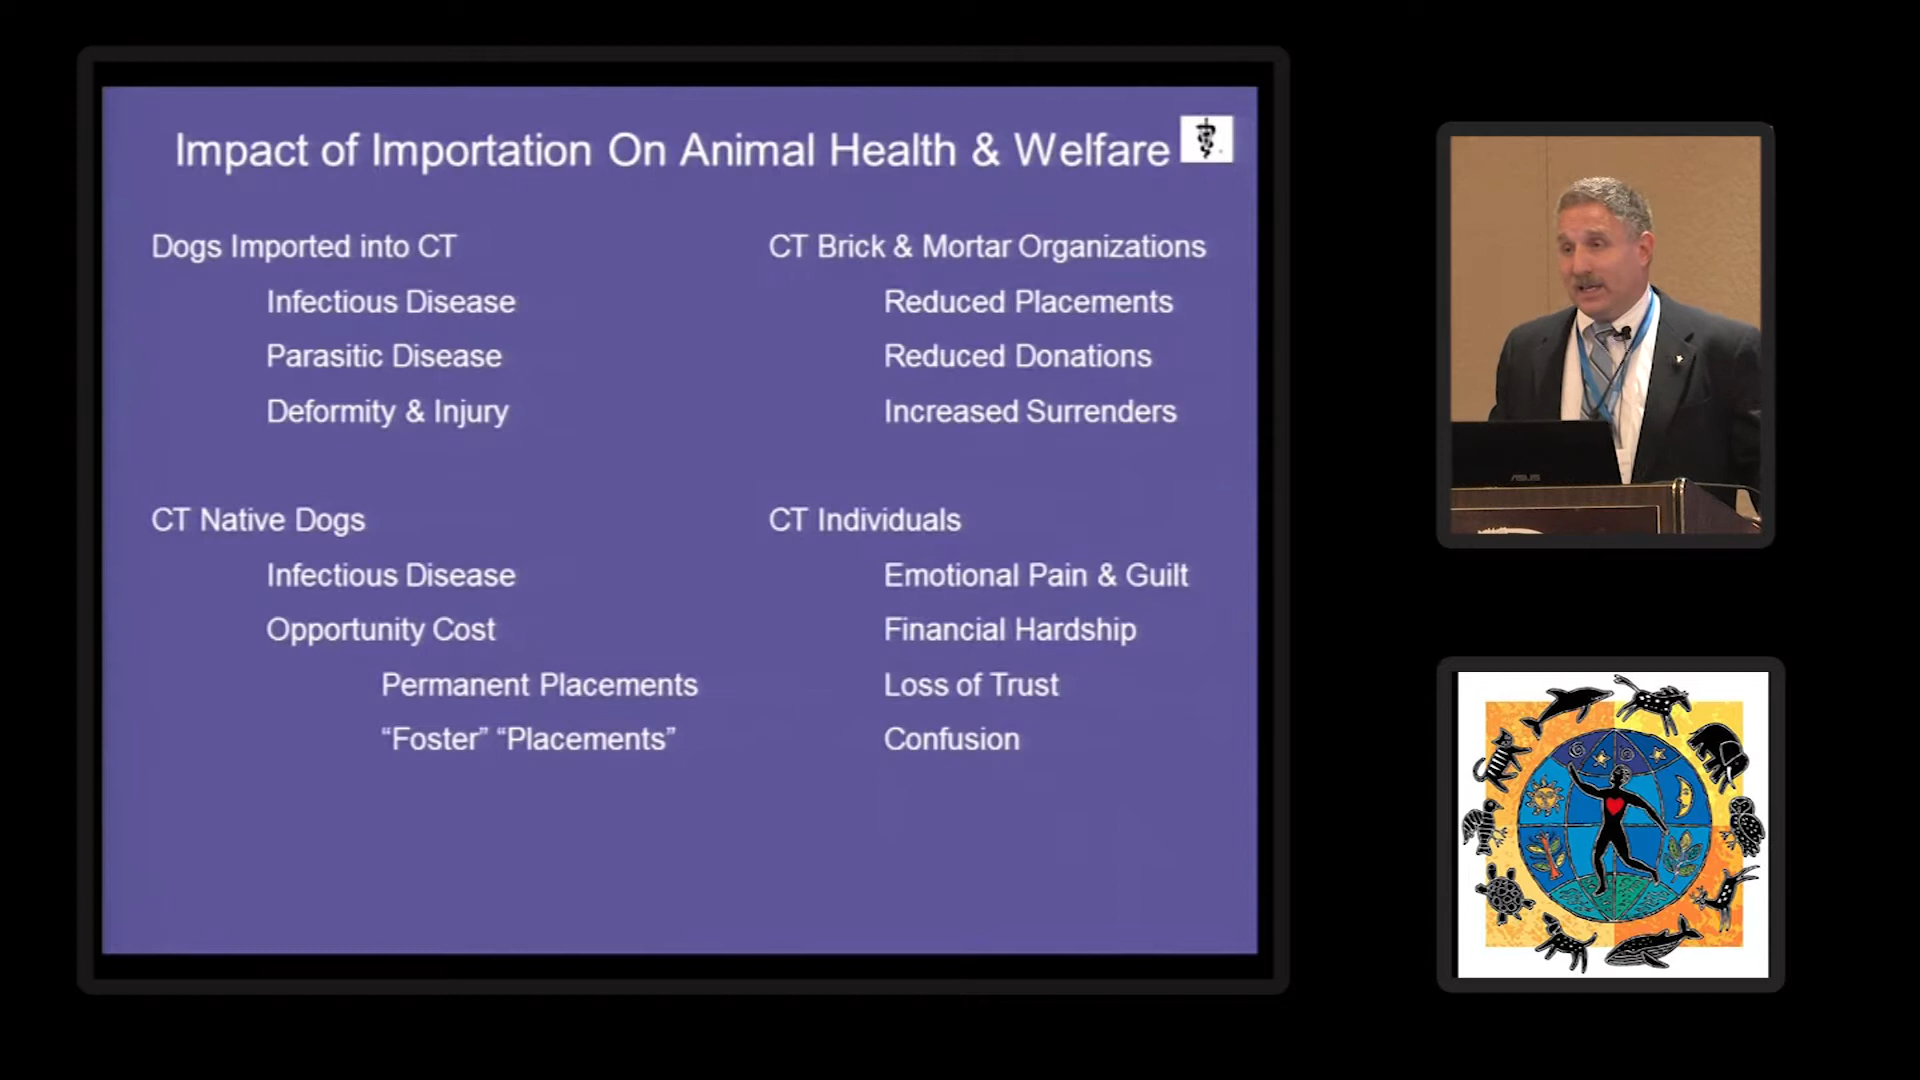 Impact of Importation On Animal Health & Welfare
Dogs Imported into CT
Infectious Disease
Parasitic Disease
Deformity & Injury
CT Native Dogs
Infectious Disease
Opportunity Cost
Permanent Placements
“Foster” “Placements”
CT Brick & Mortar Organizations
Reduced Placements
Reduced Donations
Increased Surrenders
CT Individuals
Emotional Pain & Guilt
Financial Hardship
Loss of Trust
Confusion
ASUS